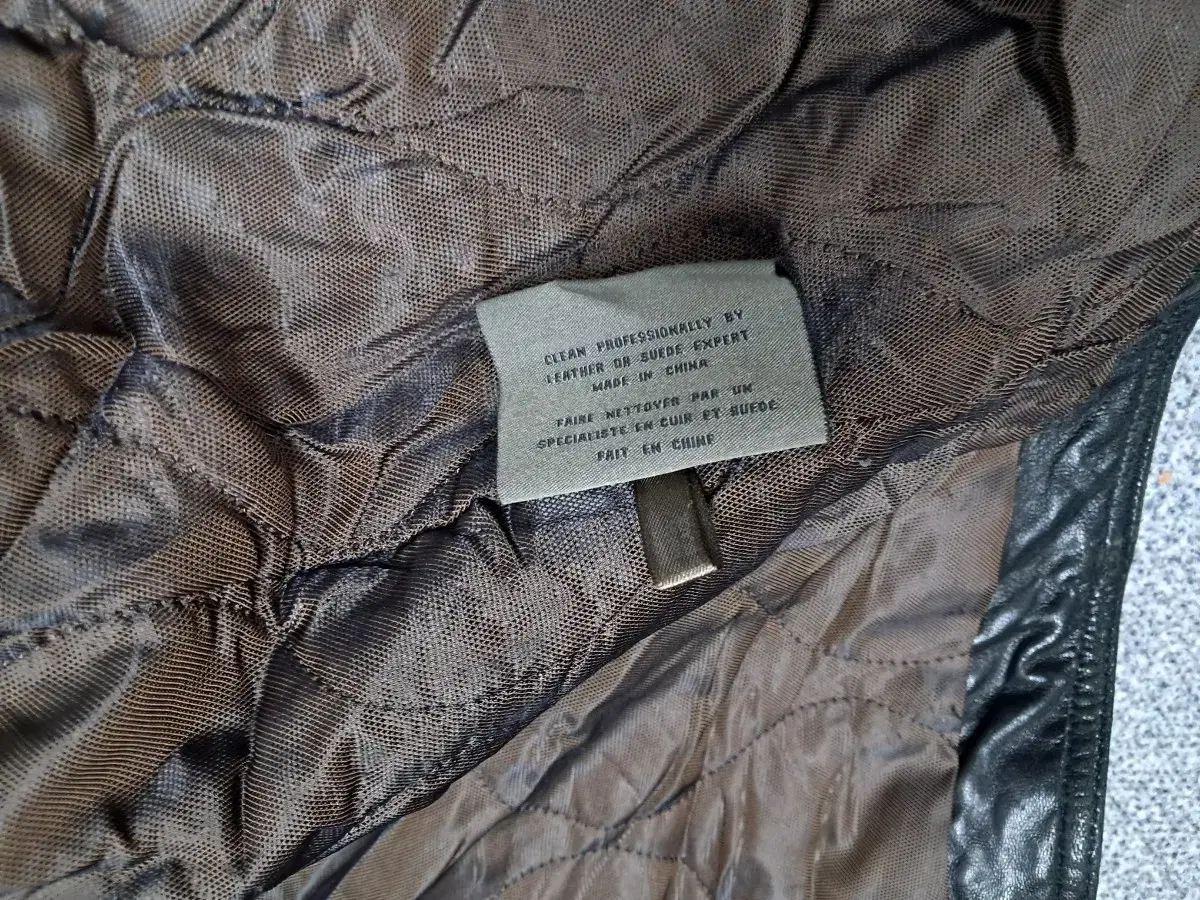 CLEAN PROFESSIONALLY BY
LEATHER OR SUEDE EXPERT
MADE IN CHINA
FAIRE NETTOYER PAR UN
SPECIALISTE EN CUIR ET SUEDE
FAIT EN CHINE